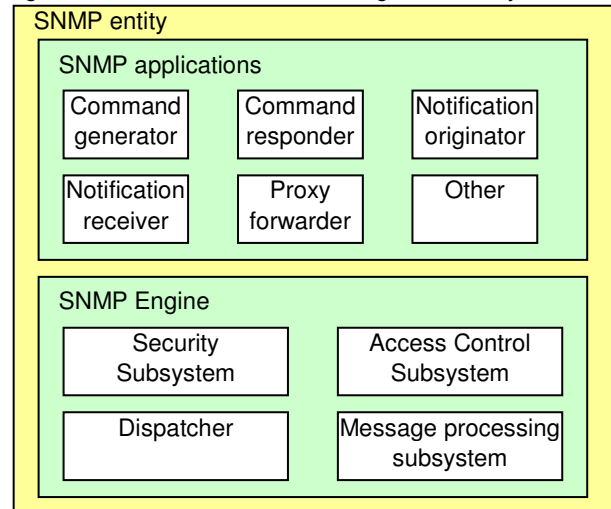 SNMP entity
SNMP applications
Command
generator
Command
responder
Notification
originator
Notification
receiver
Proxy
forwarder
Other
SNMP Engine
Security
Subsystem
Access Control
Subsystem
Dispatcher
Message processing
subsystem